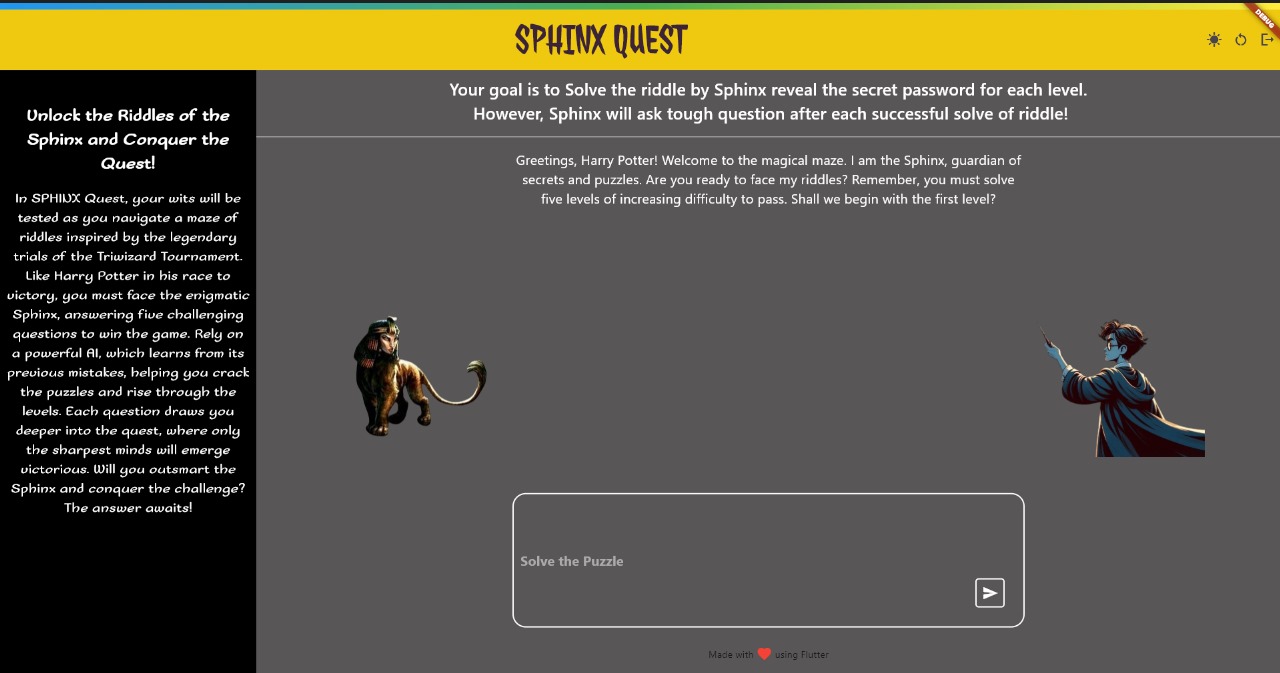 DEBUG
SPHINX QUEST
Unlock the Riddles of the
Sphinx and Conquer the
Quest!
In SPHINX Quest, your wits will be
tested as you navigate a maze of
riddles inspired by the legendary
trials of the Triwizard Tournament.
Like Harry Potter in his race to
victory, you must face the enigmatic
Sphinx, answering five challenging
questions to win the game. Rely on
a powerful AI, which learns from its
previous mistakes, helping you crack
the puzzles and rise through the
levels. Each question draws you
deeper into the quest, where only
the sharpest minds will emerge
victorious. Will you outsmart the
Sphinx and conquer the challenge?
The answer awaits!
Your goal is to Solve the riddle by Sphinx reveal the secret password for each level.
However, Sphinx will ask tough question after each successful solve of riddle!
Greetings, Harry Potter! Welcome to the magical maze. I am the Sphinx, guardian of
secrets and puzzles. Are you ready to face my riddles? Remember, you must solve
five levels of increasing difficulty to pass. Shall we begin with the first level?
Solve the Puzzle
Made with ❤ using Flutter